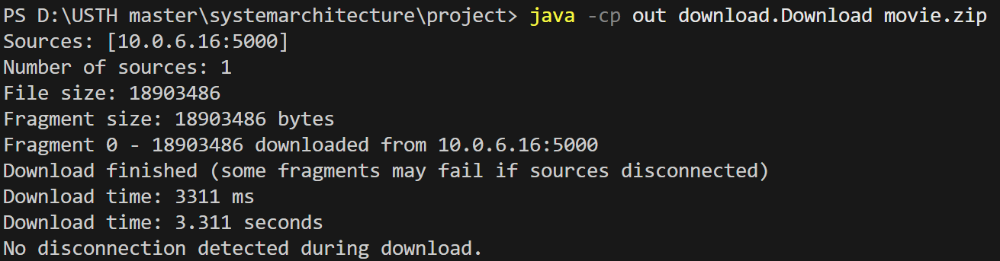 PS D:\USTH master\systemarchitecture\project> java -cp out download.Download movie.zip
Sources: [10.0.6.16:5000]
Number of sources: 1
File size: 18903486
Fragment size: 18903486 bytes
Fragment 0 - 18903486 downloaded from 10.0.6.16:5000
Download finished (some fragments may fail if sources disconnected)
Download time: 3311 ms
Download time: 3.311 seconds
No disconnection detected during download.